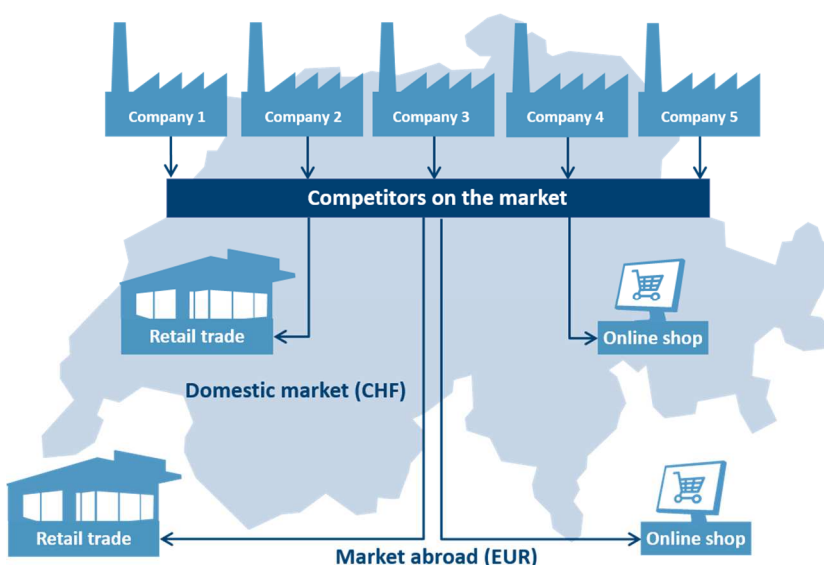 Company 1
Company 2
Company 3
Company 4
Company 5
Competitors on the market
Retail trade
Online shop
Domestic market (CHF)
Retail trade
Online shop
Market abroad (EUR)